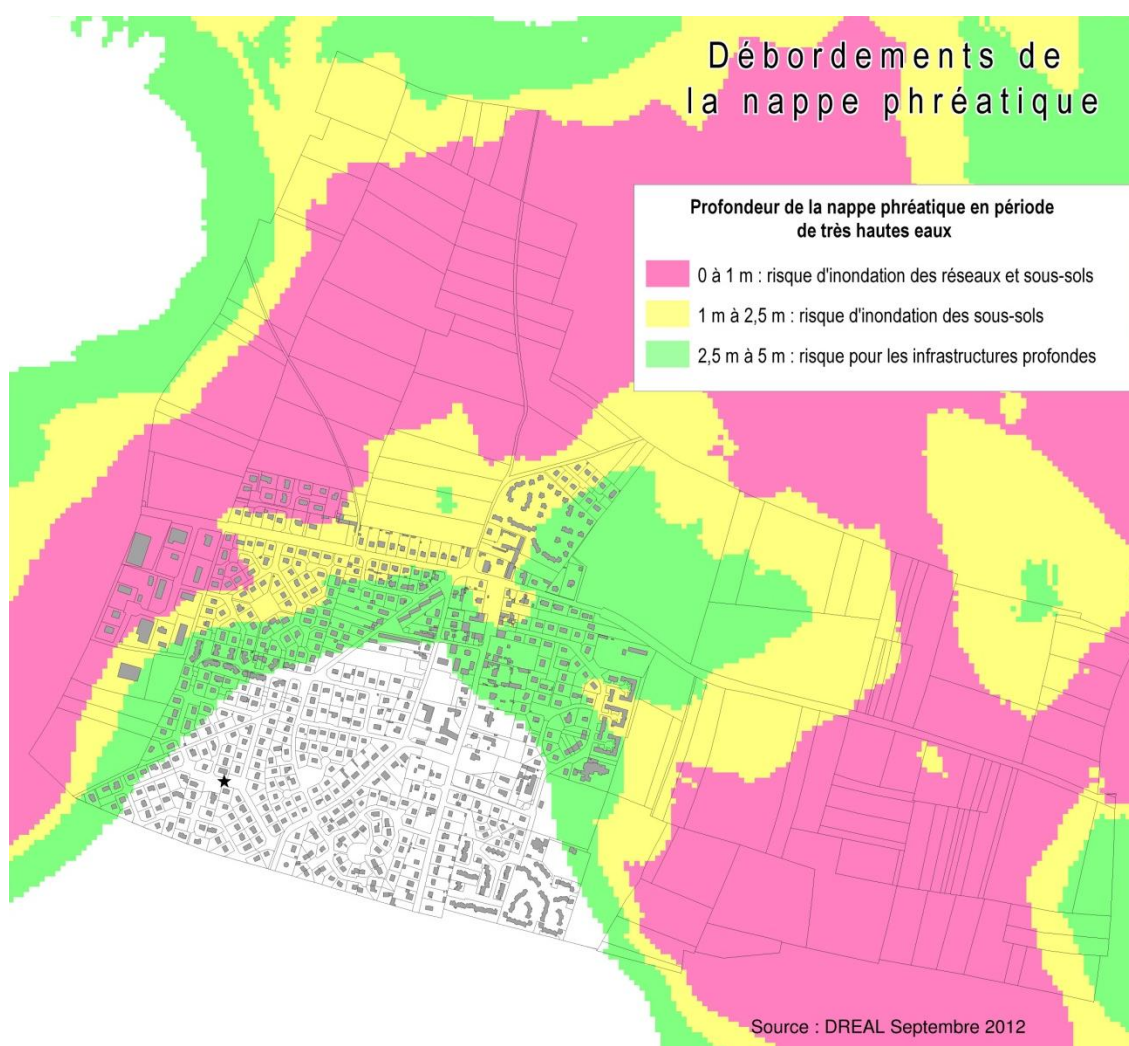 Débordements de
la nappe phréatique
Profondeur de la nappe phréatique en période
de très hautes eaux
0 à 1 m : risque d'inondation des réseaux et sous-sols
1 m à 2,5 m : risque d'inondation des sous-sols
2,5 m à 5 m : risque pour les infrastructures profondes
Source : DREAL Septembre 2012